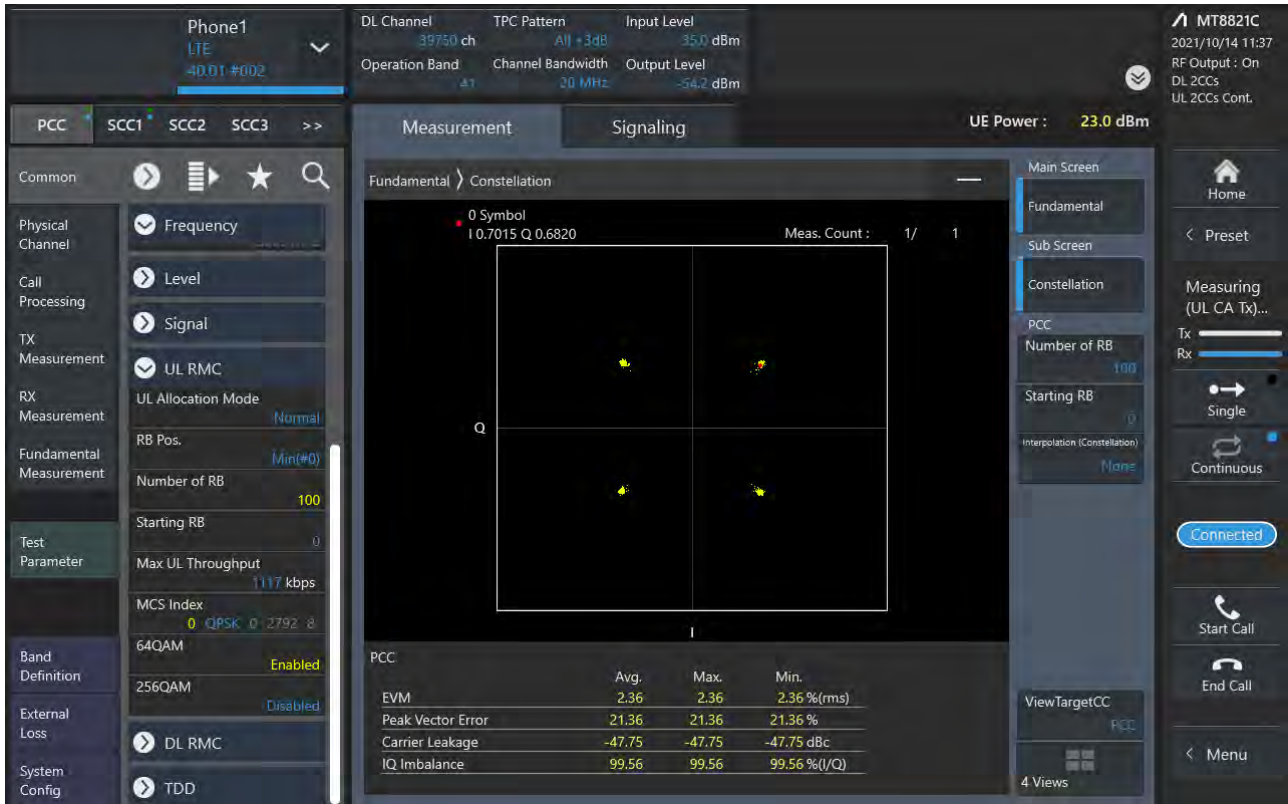 Phone1
LTE
40.01 #002
DL Channel
39750 ch
TPC Pattern
All +3dB
Input Level
35.0 dBm
Operation Band
41
Channel Bandwidth
20 MHz
Output Level
-54.2 dBm
MT8821C
2021/10/14 11:37
RF Output : On
DL 2CCs
UL 2CCs Cont.
PCC SCC1 SCC2 SCC3 >>
Measurement Signaling
UE Power : 23.0 dBm
Common
Physical
Channel
Call
Processing
TX
Measurement
RX
Measurement
Fundamental
Measurement
Test
Parameter
Band
Definition
External
Loss
System
Config
Frequency
Level
Signal
UL RMC
UL Allocation Mode
Normal
RB Pos.
Min(#0)
Number of RB
100
Starting RB
0
Max UL Throughput
1117 kbps
MCS Index
0 QPSK 0 2792 8
64QAM
Enabled
256QAM
Disabled
DL RMC
TDD
Fundamental 〉 Constellation
0 Symbol
I 0.7015 Q 0.6820
Meas. Count : 1/ 1
Q
I
PCC
Avg. Max. Min.
EVM 2.36 2.36 2.36 %(rms)
Peak Vector Error 21.36 21.36 21.36 %
Carrier Leakage -47.75 -47.75 -47.75 dBc
IQ Imbalance 99.56 99.56 99.56 %(I/Q)
Main Screen
Fundamental
Sub Screen
Constellation
PCC
Number of RB
100
Starting RB
0
Interpolation (Constellation)
None
ViewTargetCC
PCC
4 Views
Home
< Preset
Measuring
(UL CA Tx)...
Tx
Rx
Single
Continuous
Connected
Start Call
End Call
< Menu